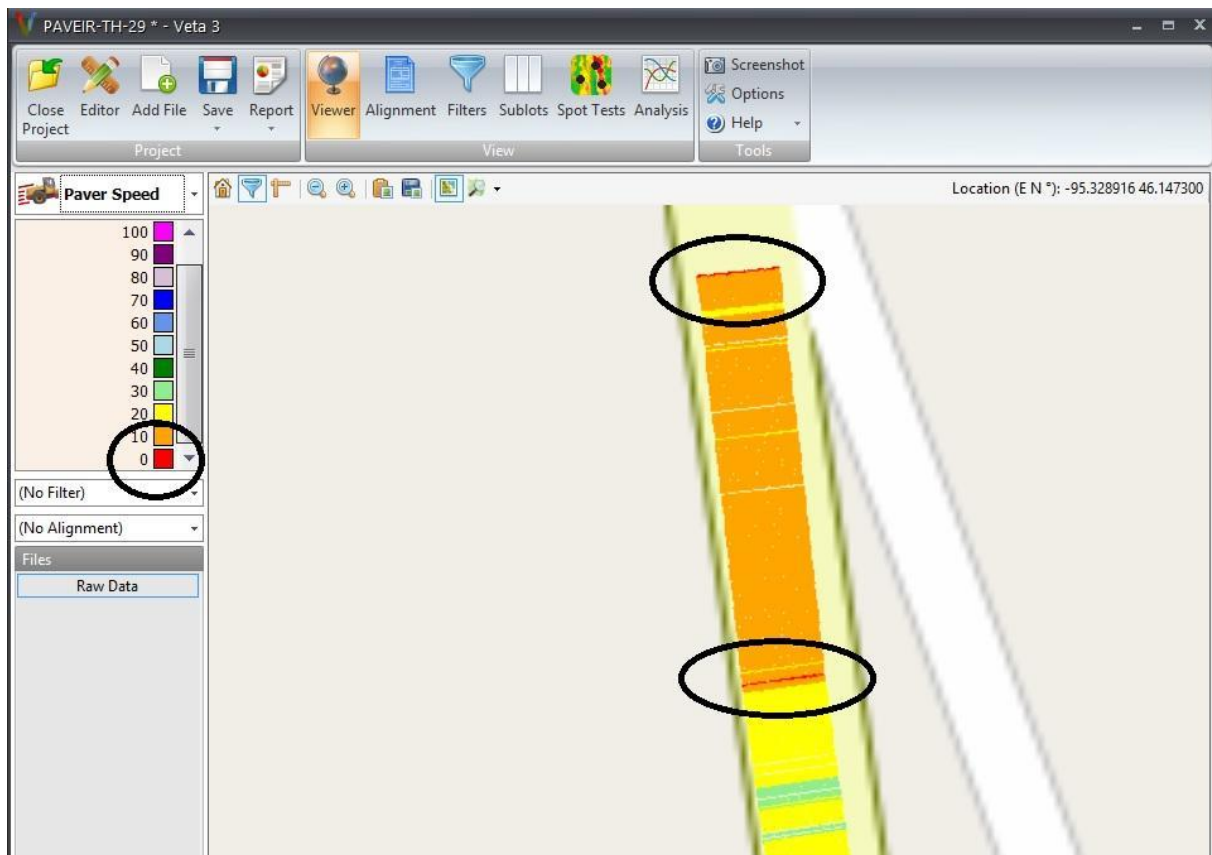 PAVEIR-TH-29 * - Veta 3
Close Project
Editor
Add File
Save
Report
Viewer
Alignment
Filters
Sublots
Spot Tests
Analysis
Screenshot
Options
Help
Project
View
Tools
Paver Speed
Location (E N °): -95.328916 46.147300
100
90
80
70
60
50
40
30
20
10
0
(No Filter)
(No Alignment)
Files
Raw Data